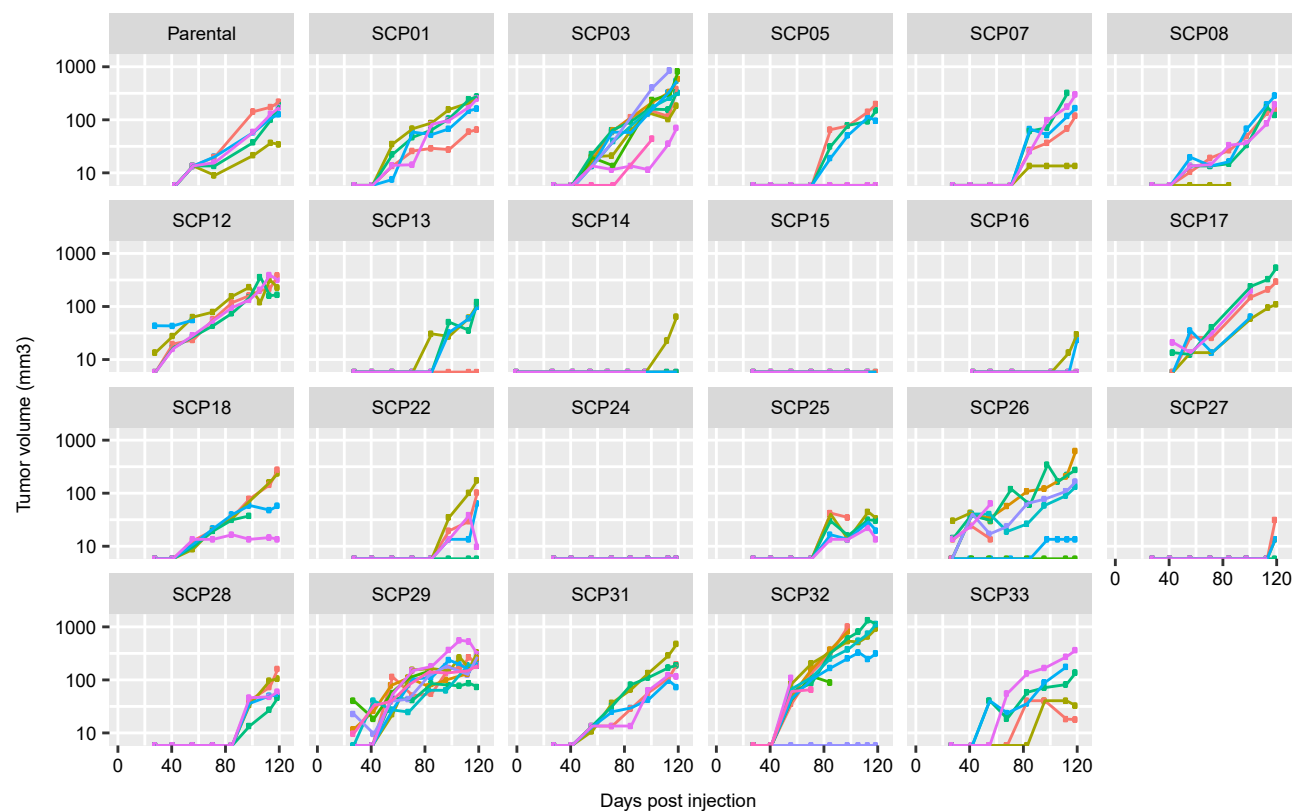 Parental SCP01 SCP03 SCP05 SCP07 SCP08
1000
100
10
SCP12 SCP13 SCP14 SCP15 SCP16 SCP17
1000
100
10
Tumor volume (mm3)
SCP18 SCP22 SCP24 SCP25 SCP26 SCP27
1000
100
10
0 40 80 120
SCP28 SCP29 SCP31 SCP32 SCP33
1000
100
10
0 40 80 120 0 40 80 120 0 40 80 120 0 40 80 120 0 40 80 120
Days post injection